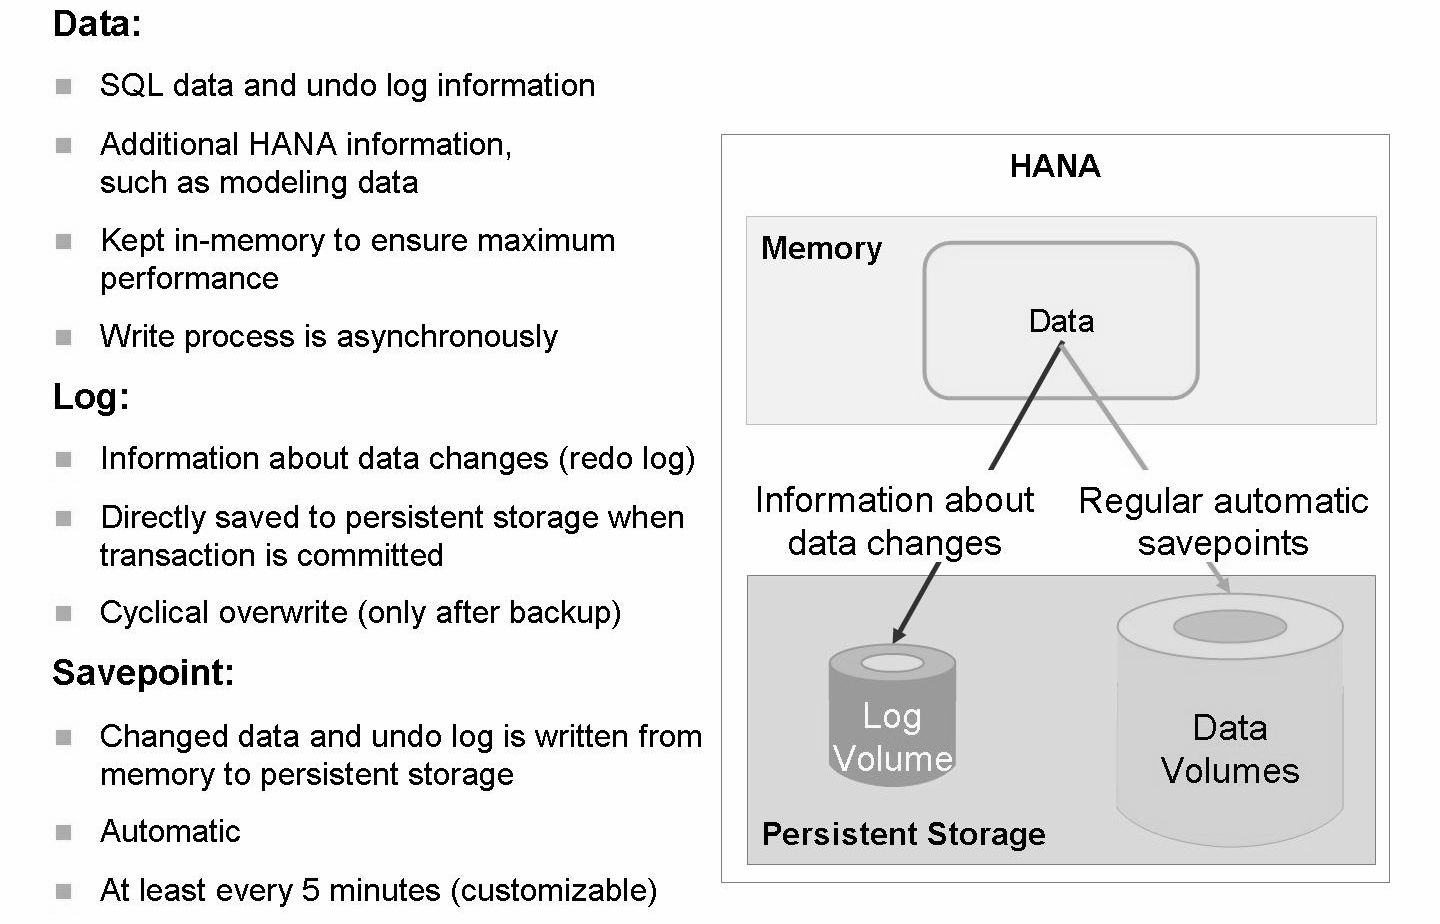 Data:
SQL data and undo log information
Additional HANA information,
such as modeling data
Kept in-memory to ensure maximum
performance
Write process is asynchronously
Log:
Information about data changes (redo log)
Directly saved to persistent storage when
transaction is committed
Cyclical overwrite (only after backup)
Savepoint:
Changed data and undo log is written from
memory to persistent storage
Automatic
At least every 5 minutes (customizable)
HANA
Memory
Data
Information about
data changes
Regular automatic
savepoints
Log
Volume
Data
Volumes
Persistent Storage